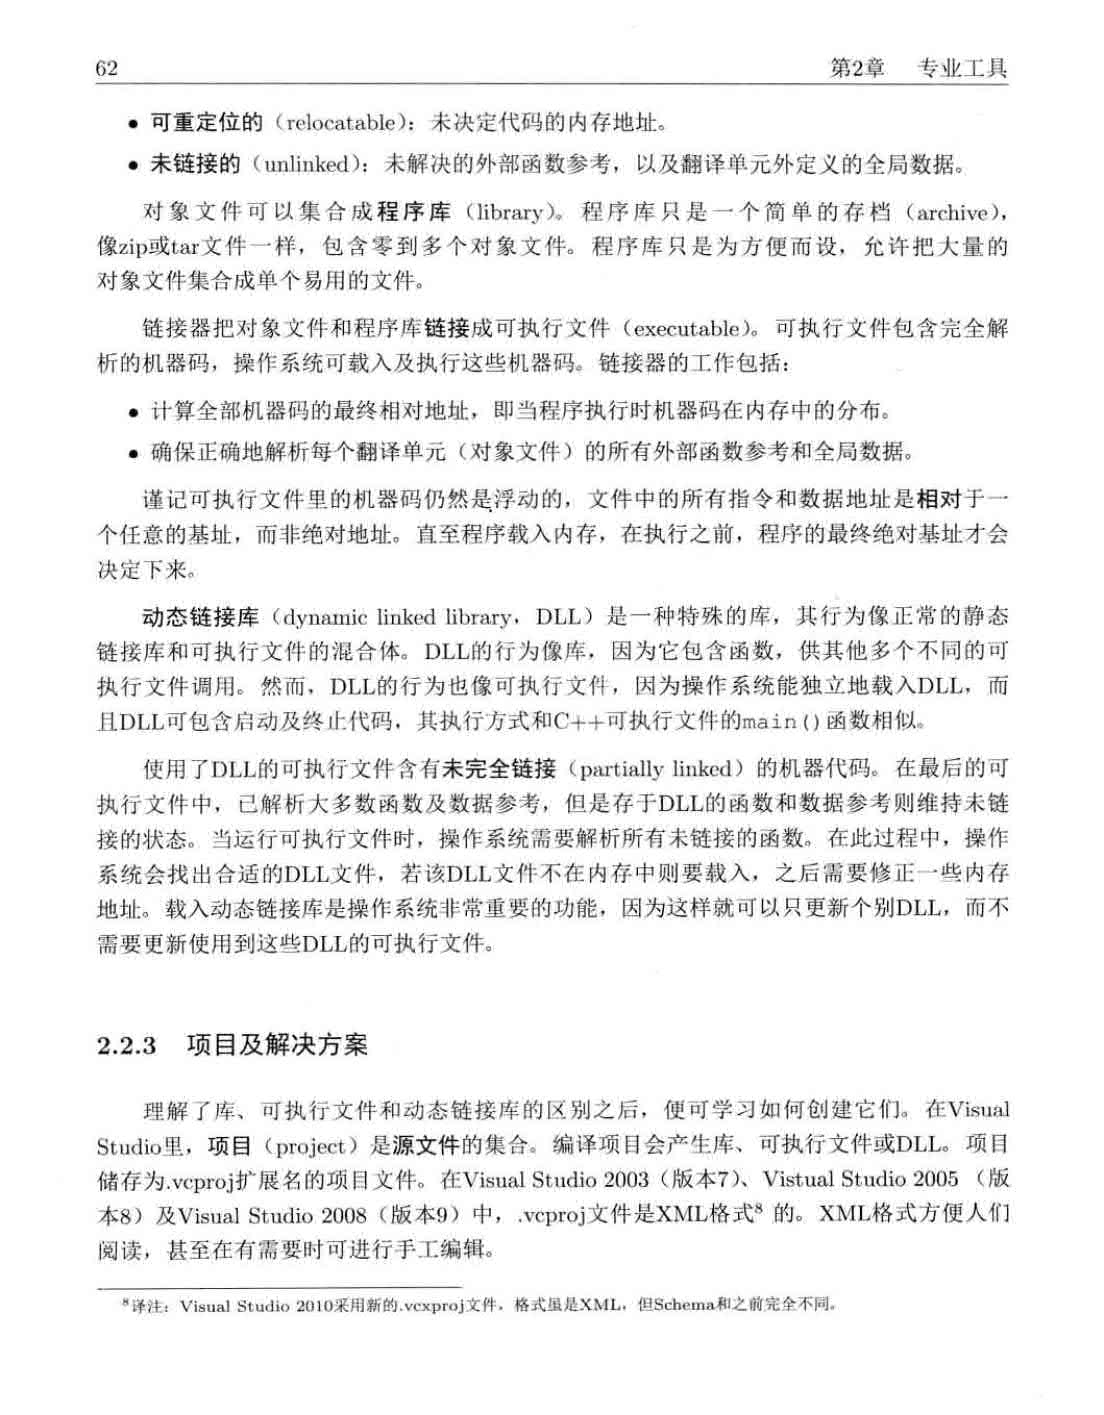 62 第2章 专业工具
• 可重定位的（relocatable）：未决定代码的内存地址。
• 未链接的（unlinked）：未解决的外部函数参考，以及翻译单元外定义的全局数据。
对象文件可以集合成程序库（library）。程序库只是一个简单的存档（archive），
像zip或tar文件一样，包含零到多个对象文件。程序库只是为方便而设，允许把大量的
对象文件集合成单个易用的文件。
链接器把对象文件和程序库链接成可执行文件（executable）。可执行文件包含完全解
析的机器码，操作系统可载入及执行这些机器码。链接器的工作包括：
• 计算全部机器码的最终相对地址，即当程序执行时机器码在内存中的分布。
• 确保正确地解析每个翻译单元（对象文件）的所有外部函数参考和全局数据。
谨记可执行文件里的机器码仍然是浮动的，文件中的所有指令和数据地址是相对于一
个任意的基址，而非绝对地址。直至程序载入内存，在执行之前，程序的最终绝对基址才会
决定下来。
动态链接库（dynamic linked library，DLL）是一种特殊的库，其行为像正常的静态
链接库和可执行文件的混合体。DLL的行为像库，因为它包含函数，供其他多个不同的可
执行文件调用。然而，DLL的行为也像可执行文件，因为操作系统能独立地载入DLL，而
且DLL可包含启动及终止代码，其执行方式和C++可执行文件的main()函数相似。
使用了DLL的可执行文件含有未完全链接（partially linked）的机器代码。在最后的可
执行文件中，已解析大多数函数及数据参考，但是存于DLL的函数和数据参考则维持未链
接的状态。当运行可执行文件时，操作系统需要解析所有未链接的函数。在此过程中，操作
系统会找出合适的DLL文件，若该DLL文件不在内存中则要载入，之后需要修正一些内存
地址。载入动态链接库是操作系统非常重要的功能，因为这样就可以只更新个别DLL，而不
需要更新使用到这些DLL的可执行文件。
2.2.3 项目及解决方案
理解了库、可执行文件和动态链接库的区别之后，便可学习如何创建它们。在Visual
Studio里，项目（project）是源文件的集合。编译项目会产生库、可执行文件或DLL。项目
储存为.vcproj扩展名的项目文件。在Visual Studio 2003（版本7）、Vistual Studio 2005（版
本8）及Visual Studio 2008（版本9）中，.vcproj文件是XML格式⁸ 的。XML格式方便人们
阅读，甚至在有需要时可进行手工编辑。
⁸译注：Visual Studio 2010采用新的.vcxproj文件，格式虽是XML，但Schema和之前完全不同。